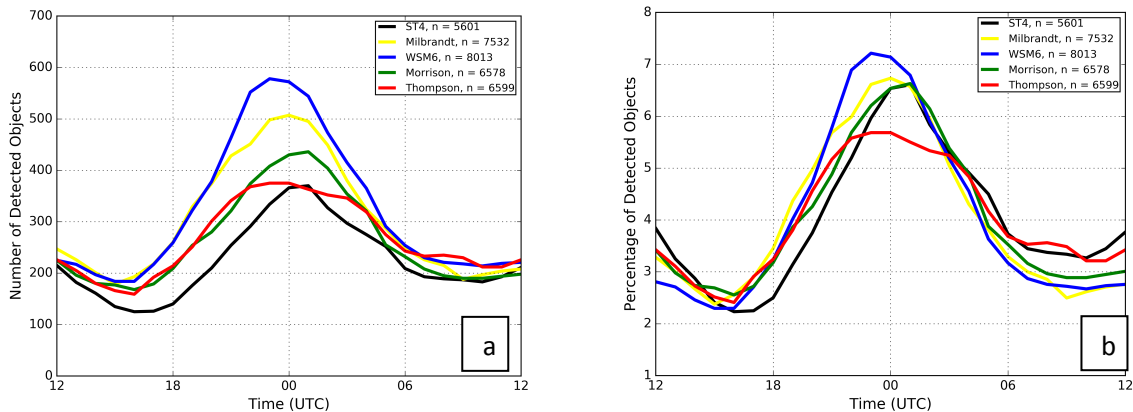 Number of Detected Objects
700
600
500
400
300
200
100
0
12
18
00
06
12
Time (UTC)
ST4, n = 5601
Milbrandt, n = 7532
WSM6, n = 8013
Morrison, n = 6578
Thompson, n = 6599
a
Percentage of Detected Objects
8
7
6
5
4
3
2
1
12
18
00
06
12
Time (UTC)
ST4, n = 5601
Milbrandt, n = 7532
WSM6, n = 8013
Morrison, n = 6578
Thompson, n = 6599
b